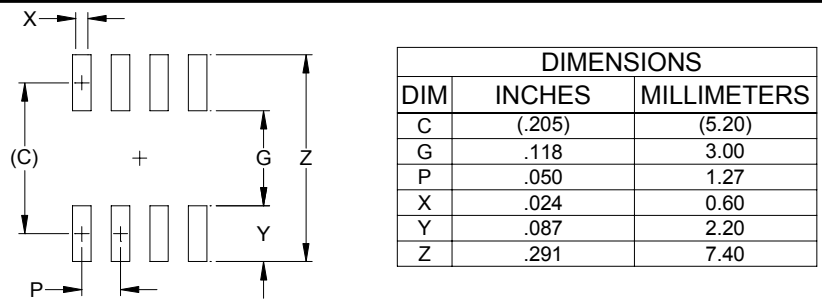 X
(C)
G
Z
Y
P
DIMENSIONS
DIM INCHES MILLIMETERS
C (.205) (5.20)
G .118 3.00
P .050 1.27
X .024 0.60
Y .087 2.20
Z .291 7.40